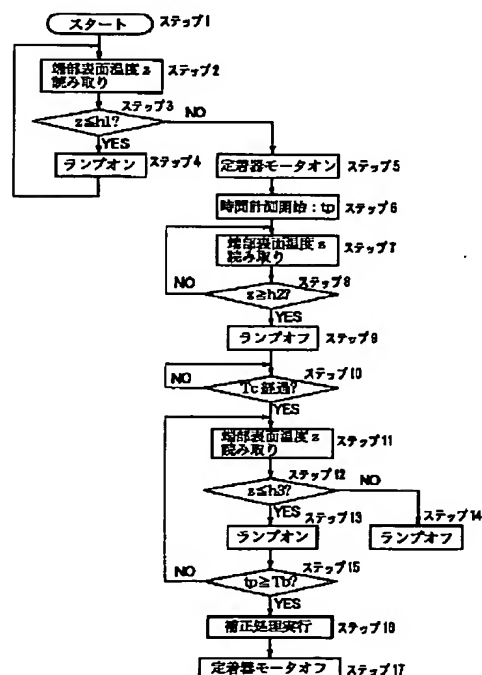 スタート ステップ1
端部表面温度z
読み取り
ステップ2
ステップ3
z≦h1?
NO
YES
ランプオン ステップ4
定着器モータオン ステップ5
時間計測開始：tp ステップ6
端部表面温度z
読み取り
ステップ7
ステップ8
NO
z≧h2?
YES
ランプオフ ステップ9
ステップ10
NO
Tc経過?
YES
端部表面温度z
読み取り
ステップ11
ステップ12
z≦h3?
NO
YES
ステップ13
ランプオン
ステップ14
ランプオフ
ステップ15
NO
tp≧Tb?
YES
補正処理実行 ステップ16
定着器モータオフ ステップ17